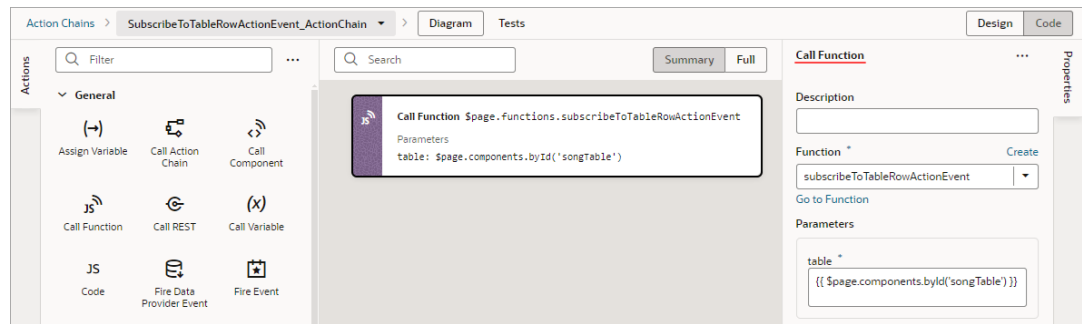 Action Chains > SubscribeToTableRowActionEvent_ActionChain > Diagram Tests Design Code
Actions
Filter ...
General
Assign Variable
Call Action
Chain
Call
Component
JS
Call Function
Call REST
(x)
Call Variable
JS
Code
Fire Data
Provider Event
Fire Event
Search
Summary Full
JS
Call Function $page.functions.subscribeToTableRowActionEvent
Parameters
table: $page.components.byId('songTable')
Call Function ...
Description
Function * Create
subscribeToTableRowActionEvent
Go to Function
Parameters
table *
{{ $page.components.byId('songTable') }}
Properties